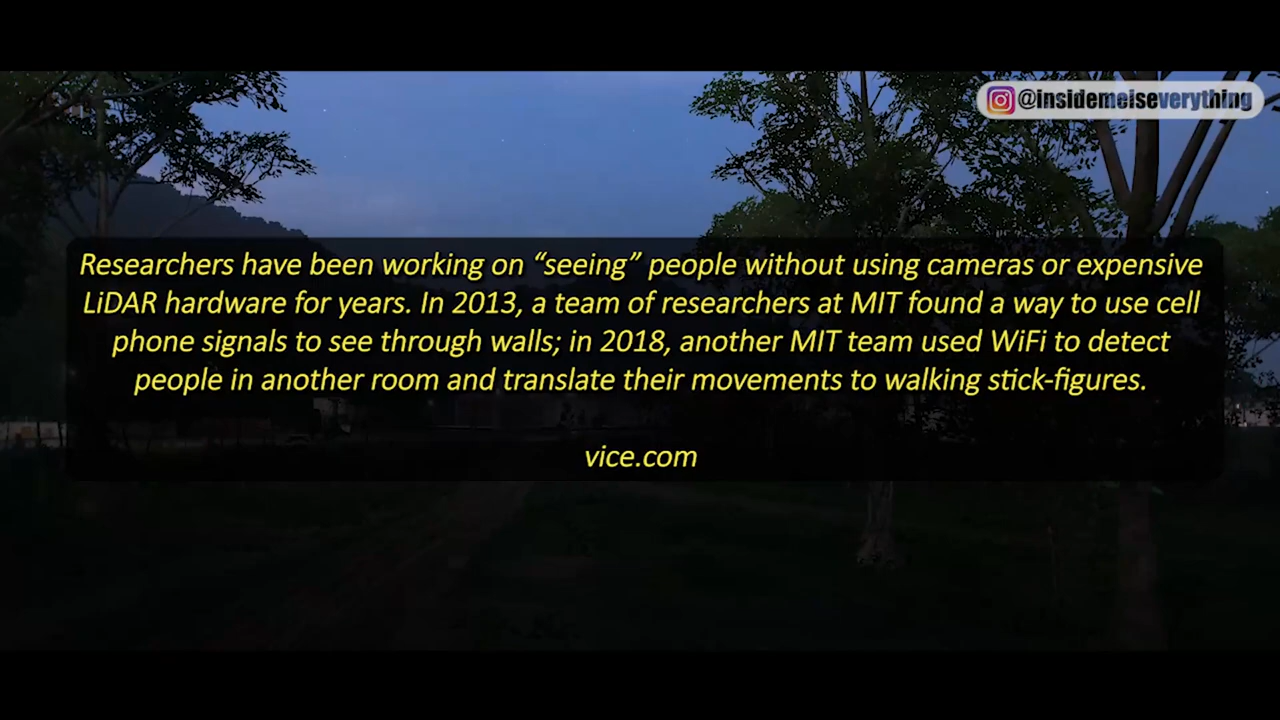 @insidemeiseverything
Researchers have been working on “seeing” people without using cameras or expensive
LiDAR hardware for years. In 2013, a team of researchers at MIT found a way to use cell
phone signals to see through walls; in 2018, another MIT team used WiFi to detect
people in another room and translate their movements to walking stick-figures.
vice.com